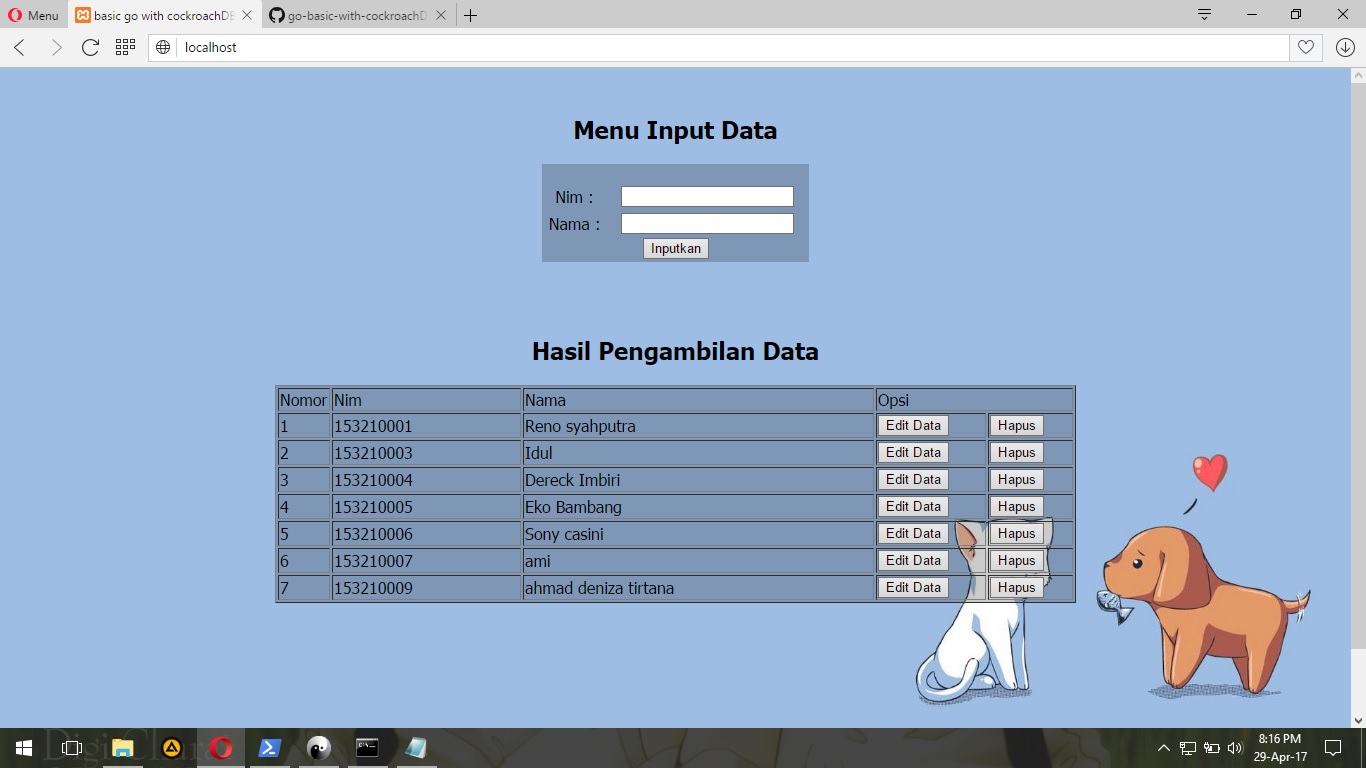 Menu
basic go with cockroachDB
go-basic-with-cockroachD
localhost
Menu Input Data
Nim :
Nama :
Inputkan
Hasil Pengambilan Data
Nomor Nim Nama Opsi
1 153210001 Reno syahputra Edit Data Hapus
2 153210003 Idul Edit Data Hapus
3 153210004 Dereck Imbiri Edit Data Hapus
4 153210005 Eko Bambang Edit Data Hapus
5 153210006 Sony casini Edit Data Hapus
6 153210007 ami Edit Data Hapus
7 153210009 ahmad deniza tirtana Edit Data Hapus
8:16 PM
29-Apr-17